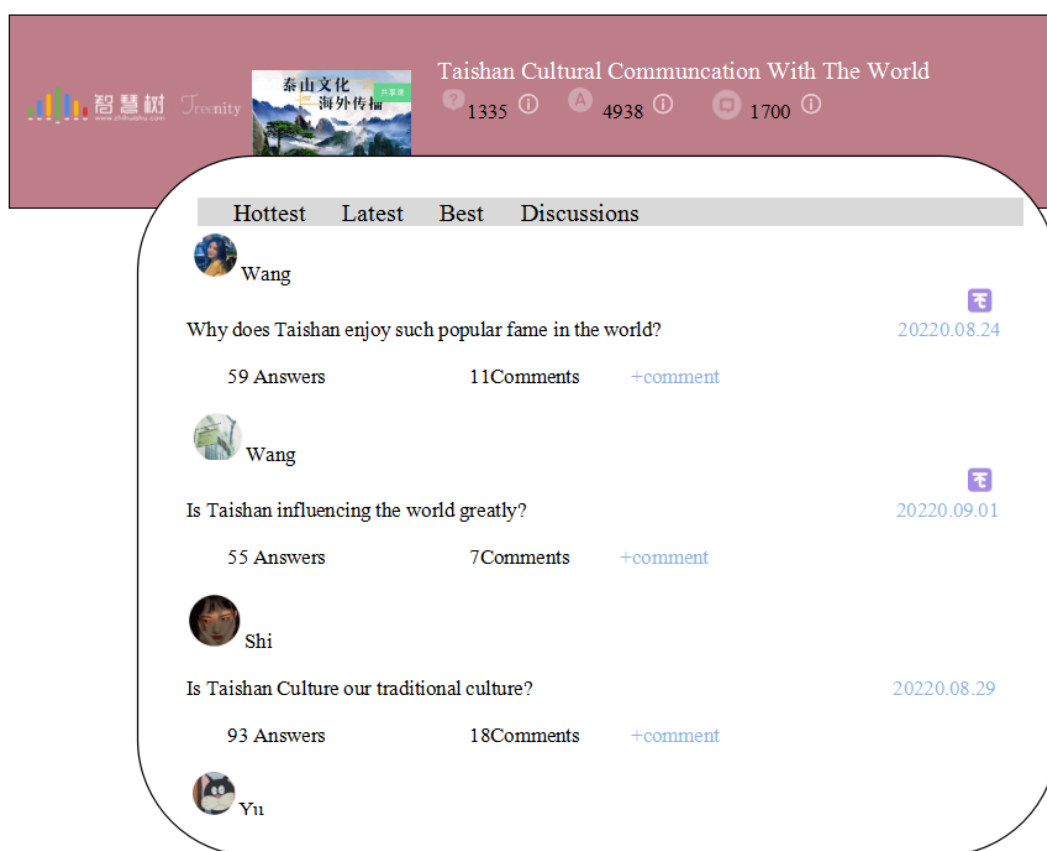 Taishan Cultural Communcation With The World
智慧树
www.zhihuishu.com
Treenity
泰山文化
海外传播
共享课
1335
4938
1700
Hottest Latest Best Discussions
Wang
Why does Taishan enjoy such popular fame in the world?
20220.08.24
59 Answers 11Comments +comment
Wang
Is Taishan influencing the world greatly?
20220.09.01
55 Answers 7Comments +comment
Shi
Is Taishan Culture our traditional culture?
20220.08.29
93 Answers 18Comments +comment
Yu